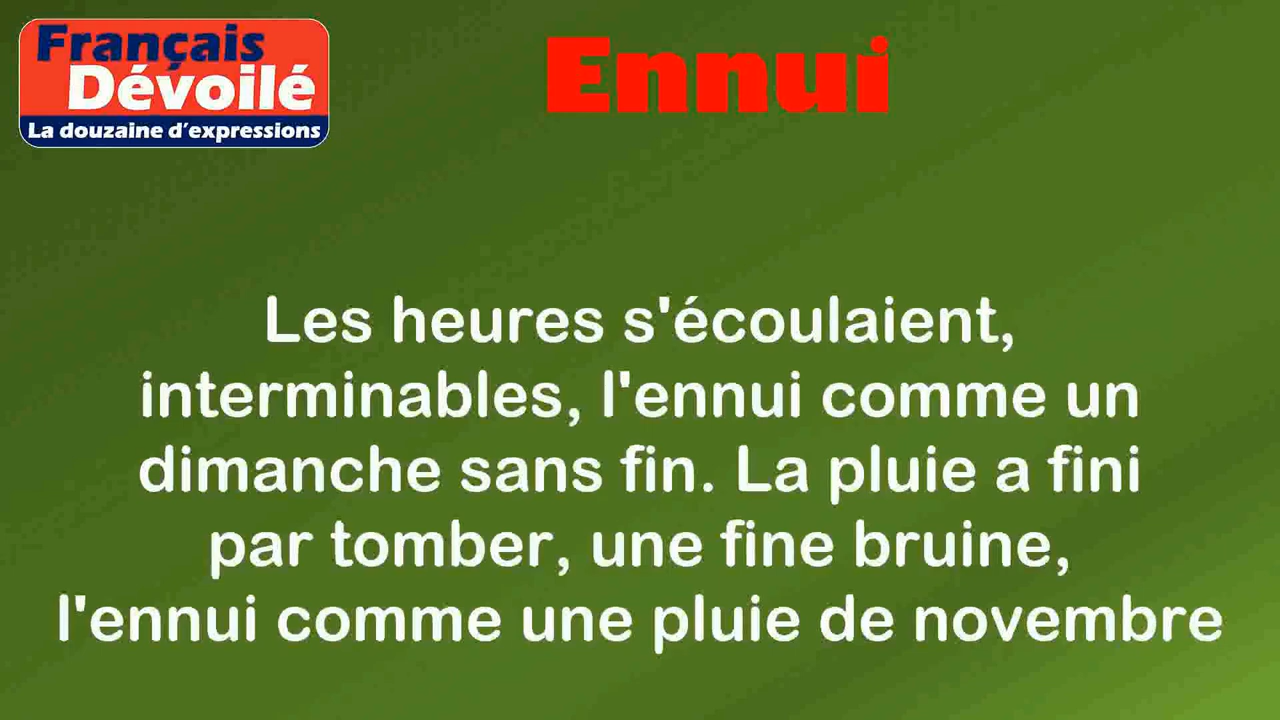 Français
Dévoilé
La douzaine d'expressions
Ennui
Les heures s'écoulaient,
interminables, l'ennui comme un
dimanche sans fin. La pluie a fini
par tomber, une fine bruine,
l'ennui comme une pluie de novembre